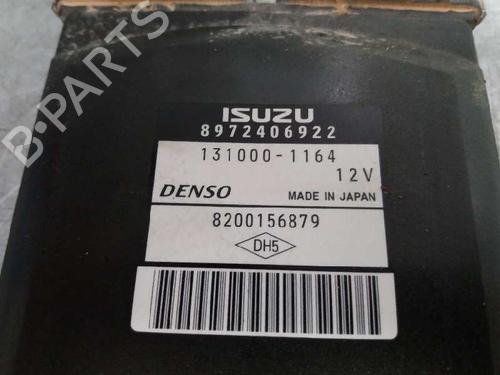 ISUZU
8972406922
131000-1164
12V
DENSO MADE IN JAPAN
8200156879
DH5
B-PARTS